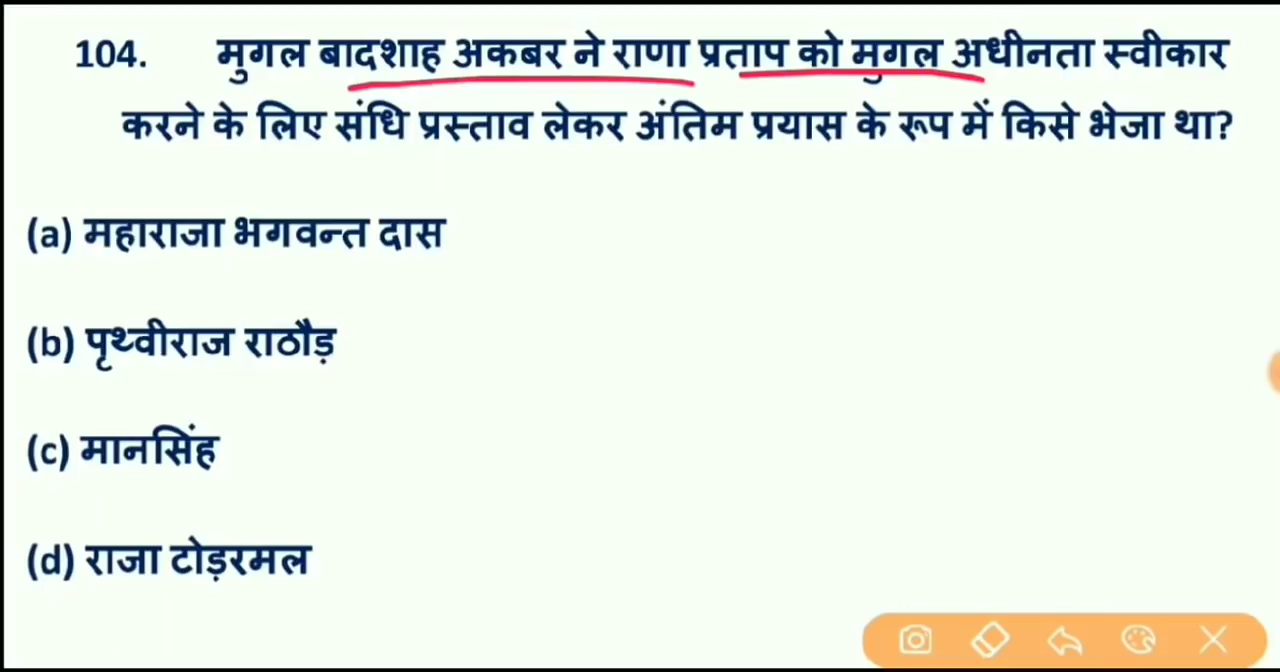 104. मुगल बादशाह अकबर ने राणा प्रताप को मुगल अधीनता स्वीकार
करने के लिए संधि प्रस्ताव लेकर अंतिम प्रयास के रूप में किसे भेजा था?
(a) महाराजा भगवन्त दास
(b) पृथ्वीराज राठौड़
(c) मानसिंह
(d) राजा टोड़रमल